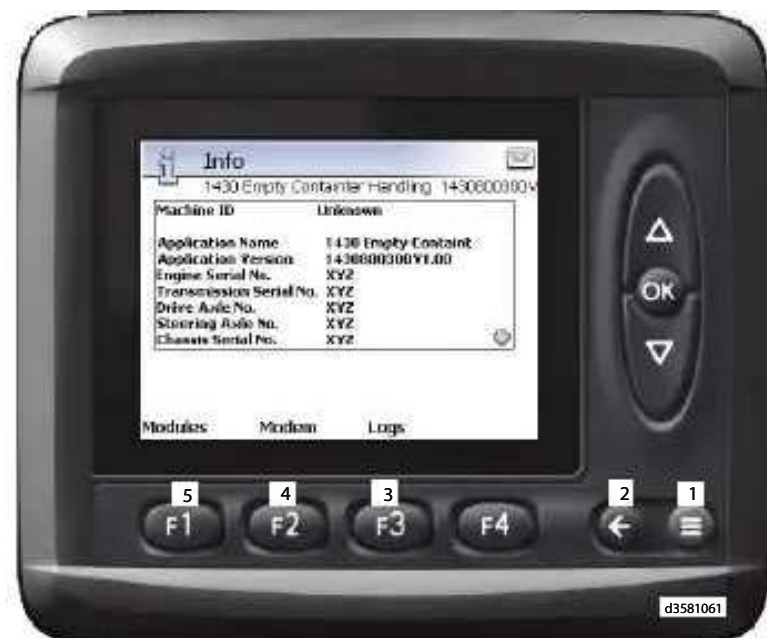 Info
1430 Empty Containter Handling 1430800300V
Machine ID Unknown
Application Name 1430 Empty Containt
Application Version 1430800300V1.00
Engine Serial No. XYZ
Transmission Serial No. XYZ
Drive Axle No. XYZ
Steering Axle No. XYZ
Chassis Serial No. XYZ
Modules Modem Logs
OK
5 4 3 2 1
F1 F2 F3 F4
d3581061